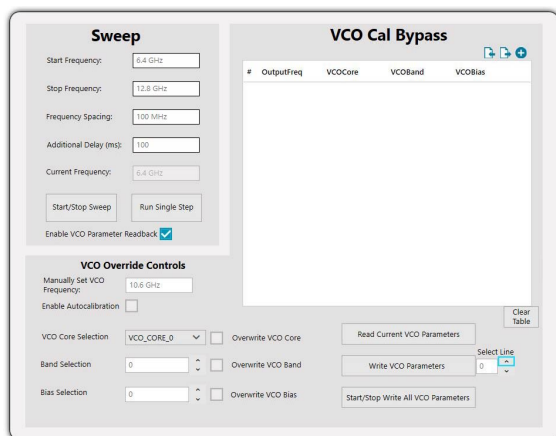 Sweep
Start Frequency: 6.4 GHz
Stop Frequency: 12.8 GHz
Frequency Spacing: 100 MHz
Additional Delay (ms): 100
Current Frequency: 6.4 GHz
Start/Stop Sweep Run Single Step
Enable VCO Parameter Readback
VCO Cal Bypass
# OutputFreq VCOCore VCOBand VCOBias
Clear
Table
VCO Override Controls
Manually Set VCO
Frequency: 10.6 GHz
Enable Autocalibration
VCO Core Selection VCO_CORE_0 Overwrite VCO Core
Band Selection 0 Overwrite VCO Band
Bias Selection 0 Overwrite VCO Bias
Read Current VCO Parameters
Select Line
Write VCO Parameters 0
Start/Stop Write All VCO Parameters